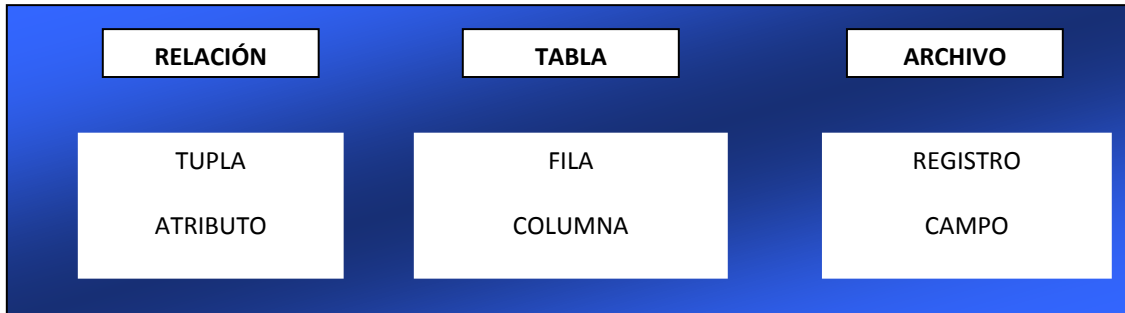 RELACIÓN
TABLA
ARCHIVO
TUPLA
ATRIBUTO
FILA
COLUMNA
REGISTRO
CAMPO